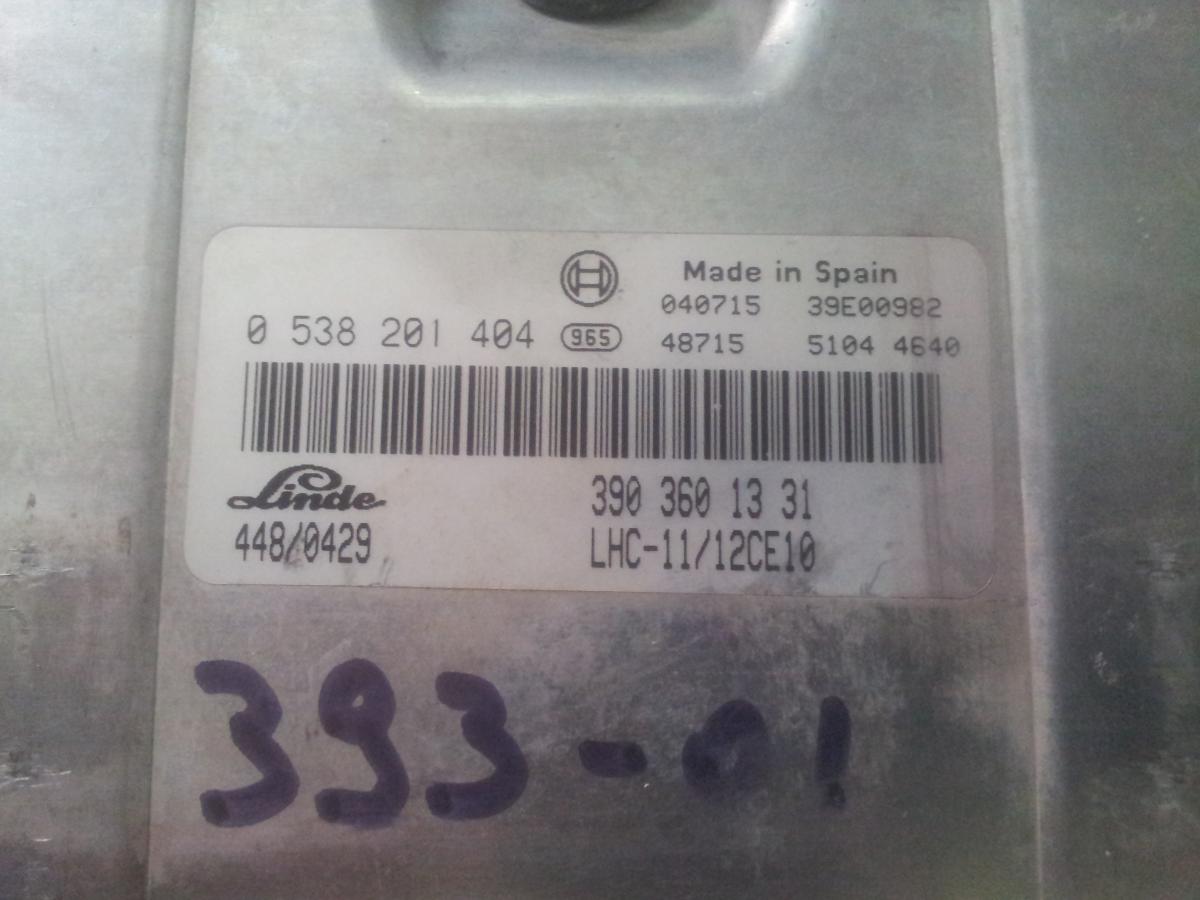 Made in Spain
040715 39E00982
0 538 201 404 965 48715 5104 4640
Linde 390 360 13 31
448/0429 LHC-11/12CE10
393-01